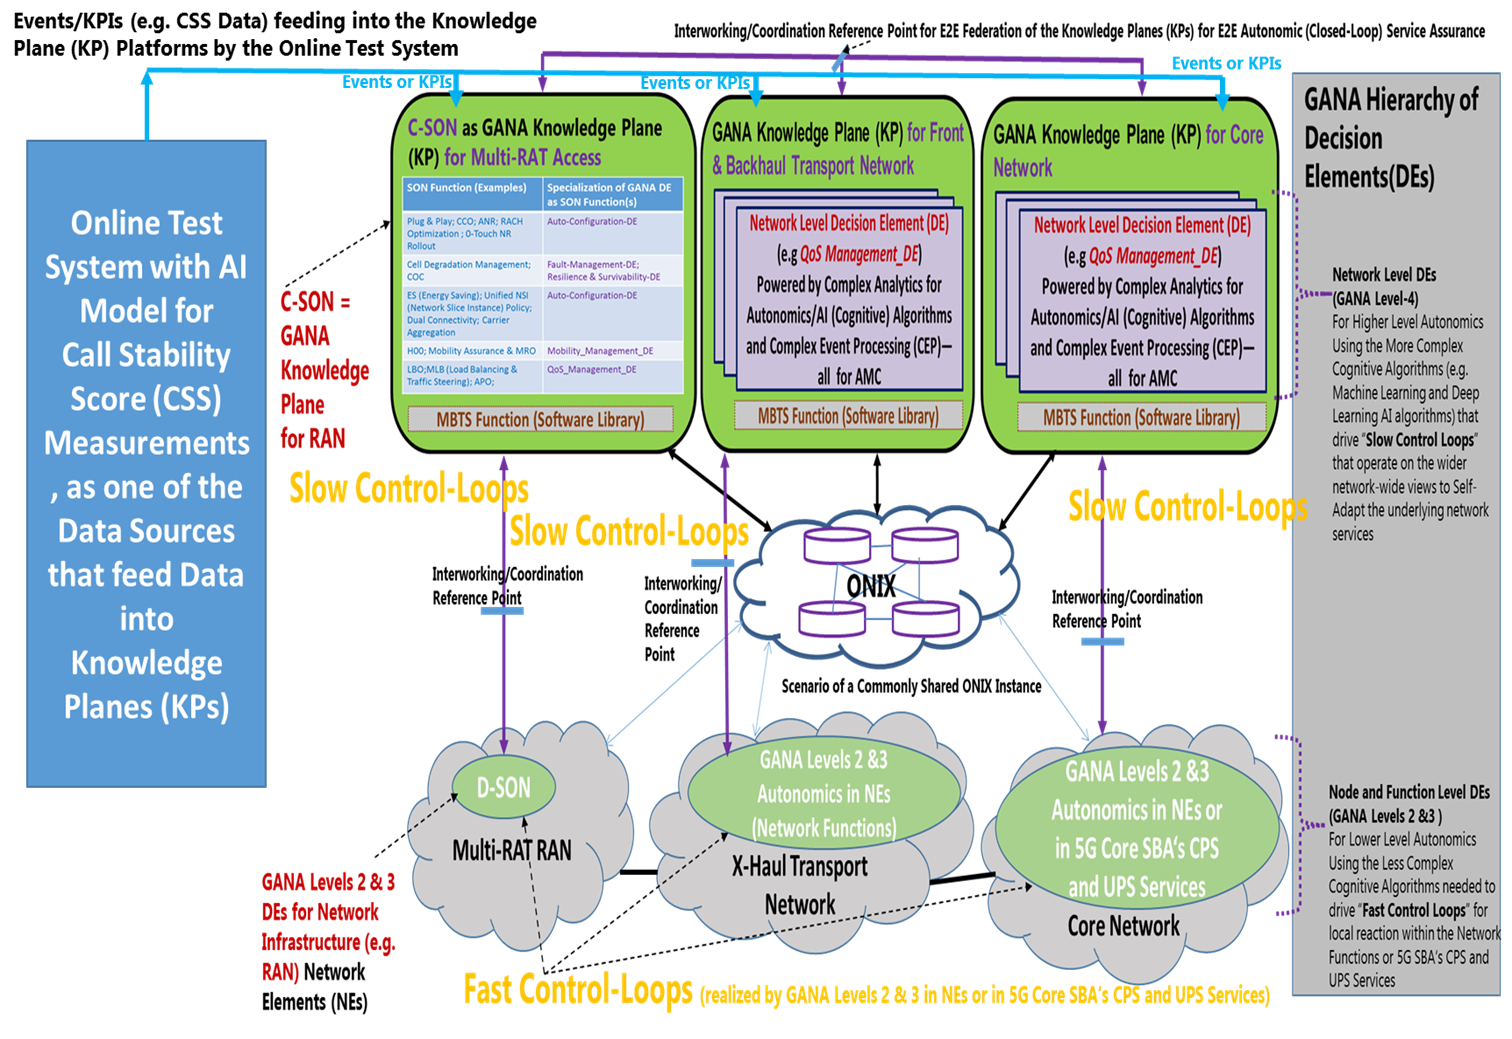 Events/KPIs (e.g. CSS Data) feeding into the Knowledge
Plane (KP) Platforms by the Online Test System
Interworking/Coordination Reference Point for E2E Federation of the Knowledge Planes (KPs) for E2E Autonomic (Closed-Loop) Service Assurance
Events or KPIs
Events or KPIs
Events or KPIs
Online Test
System with AI
Model for
Call Stability
Score (CSS)
Measurements
, as one of the
Data Sources
that feed Data
into
Knowledge
Planes (KPs)
C-SON as GANA Knowledge Plane
(KP) for Multi-RAT Access
SON Function (Examples)
Specialization of GANA DE
as SON Function(s)
Plug & Play; CCO; ANR; RACH
Optimization ; 0-Touch NR
Rollout
Auto-Configuration-DE
Cell Degradation Management;
COC
Fault-Management-DE;
Resilience & Survivability-DE
ES (Energy Saving); Unified NSI
(Network Slice Instance) Policy;
Dual Connectivity; Carrier
Aggregation
Auto-Configuration-DE
H00; Mobility Assurance & MRO
Mobility_Management_DE
LBO;MLB (Load Balancing &
Traffic Steering); APO;
QoS_Management_DE
MBTS Function (Software Library)
GANA Knowledge Plane (KP) for Front
& Backhaul Transport Network
Network Level Decision Element (DE)
(e.g QoS Management_DE)
Powered by Complex Analytics for
Autonomics/AI (Cognitive) Algorithms
and Complex Event Processing (CEP)—
all for AMC
MBTS Function (Software Library)
GANA Knowledge Plane (KP) for Core
Network
Network Level Decision Element (DE)
(e.g QoS Management_DE)
Powered by Complex Analytics for
Autonomics/AI (Cognitive) Algorithms
and Complex Event Processing (CEP)—
all for AMC
MBTS Function (Software Library)
C-SON =
GANA
Knowledge
Plane
for RAN
Slow Control-Loops
Slow Control-Loops
Slow Control-Loops
Interworking/Coordination
Reference Point
Interworking/
Coordination
Reference
Point
Interworking/Coordination
Reference Point
ONIX
Scenario of a Commonly Shared ONIX Instance
D-SON
Multi-RAT RAN
GANA Levels 2 &3
Autonomics in NEs
(Network Functions)
X-Haul Transport
Network
GANA Levels 2 &3
Autonomics in NEs or
in 5G Core SBA's CPS
and UPS Services
Core Network
GANA Levels 2 & 3
DEs for Network
Infrastructure (e.g.
RAN) Network
Elements (NEs)
Fast Control-Loops (realized by GANA Levels 2 & 3 in NEs or in 5G Core SBA's CPS and UPS Services)
GANA Hierarchy of
Decision
Elements(DEs)
Network Level DEs
(GANA Level-4)
For Higher Level Autonomics
Using the More Complex
Cognitive Algorithms (e.g.
Machine Learning and Deep
Learning AI algorithms) that
drive "Slow Control Loops"
that operate on the wider
network-wide views to Self-
Adapt the underlying network
services
Node and Function Level DEs
(GANA Levels 2 &3 )
For Lower Level Autonomics
Using the Less Complex
Cognitive Algorithms needed to
drive "Fast Control Loops" for
local reaction within the Network
Functions or 5G SBA's CPS and
UPS Services